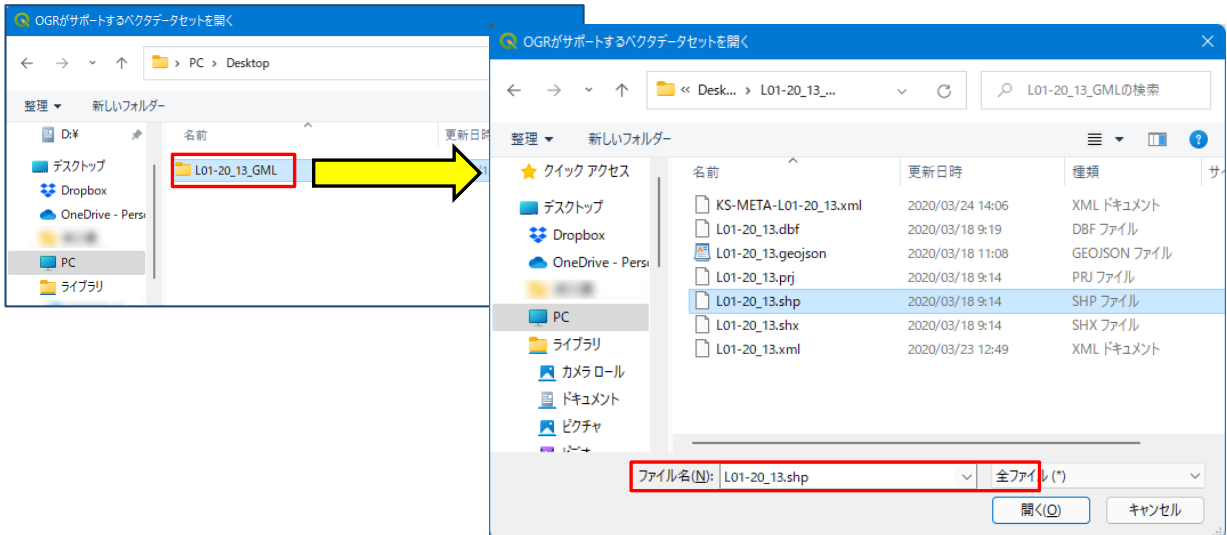 OGRがサポートするベクタデータセットを開く
PC › Desktop
整理 新しいフォルダー
D:¥
デスクトップ
Dropbox
OneDrive - Perso
PC
ライブラリ
名前 更新日時
L01-20_13_GML
OGRがサポートするベクタデータセットを開く
« Desk... › L01-20_13_... L01-20_13_GMLの検索
整理 新しいフォルダー
クイック アクセス
デスクトップ
Dropbox
OneDrive - Perso
PC
ライブラリ
カメラ ロール
ドキュメント
ピクチャ
名前 更新日時 種類 サ
KS-META-L01-20_13.xml 2020/03/24 14:06 XML ドキュメント
L01-20_13.dbf 2020/03/18 9:19 DBF ファイル
L01-20_13.geojson 2020/03/18 11:08 GEOJSON ファイル
L01-20_13.prj 2020/03/18 9:14 PRJ ファイル
L01-20_13.shp 2020/03/18 9:14 SHP ファイル
L01-20_13.shx 2020/03/18 9:14 SHX ファイル
L01-20_13.xml 2020/03/23 12:49 XML ドキュメント
ファイル名(N): L01-20_13.shp 全ファイル (*)
開く(O) キャンセル